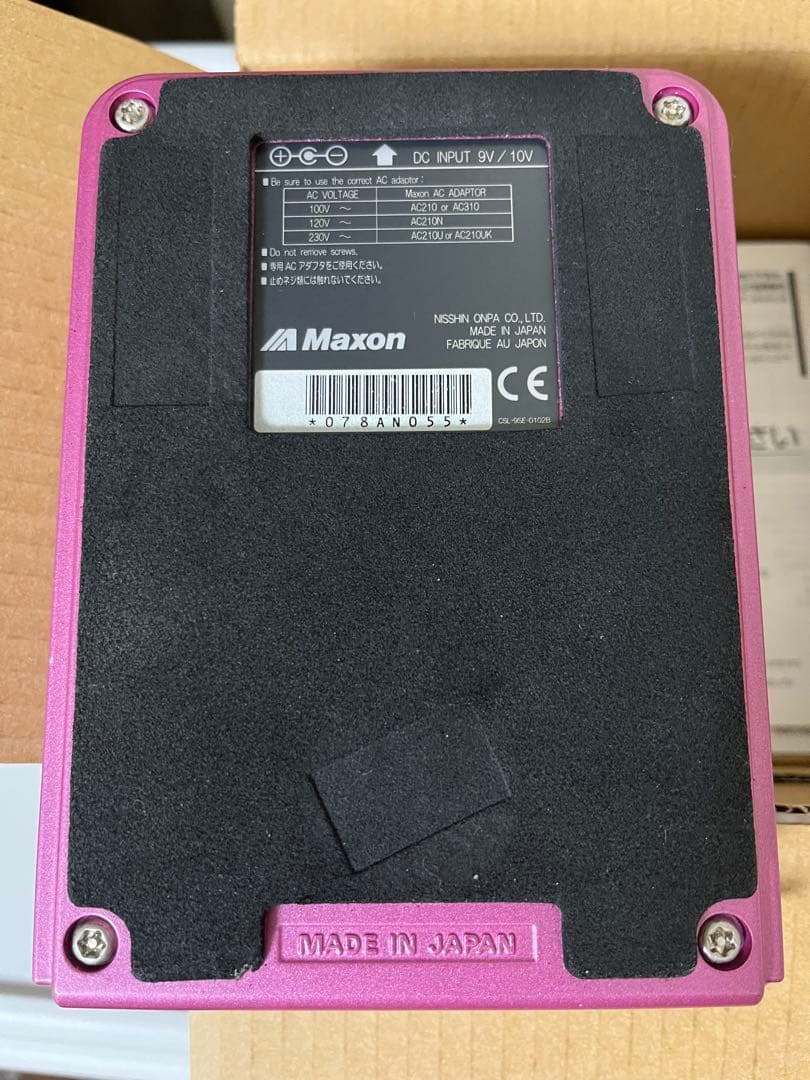 DC INPUT 9V / 10V
■ Be sure to use the correct AC adaptor :
AC VOLTAGE Maxon AC ADAPTOR
100V ～ AC210 or AC310
120V ～ AC210N
230V ～ AC210U or AC210UK
■ Do not remove screws.
■ 専用 AC アダプタをご使用ください。
■ 止めネジ類には触れないでください。
NISSHIN ONPA CO., LTD.
MADE IN JAPAN
FABRIQUE AU JAPON
Maxon
CE
*078AN055*
CSL-9SE-0102B
さい
MADE IN JAPAN